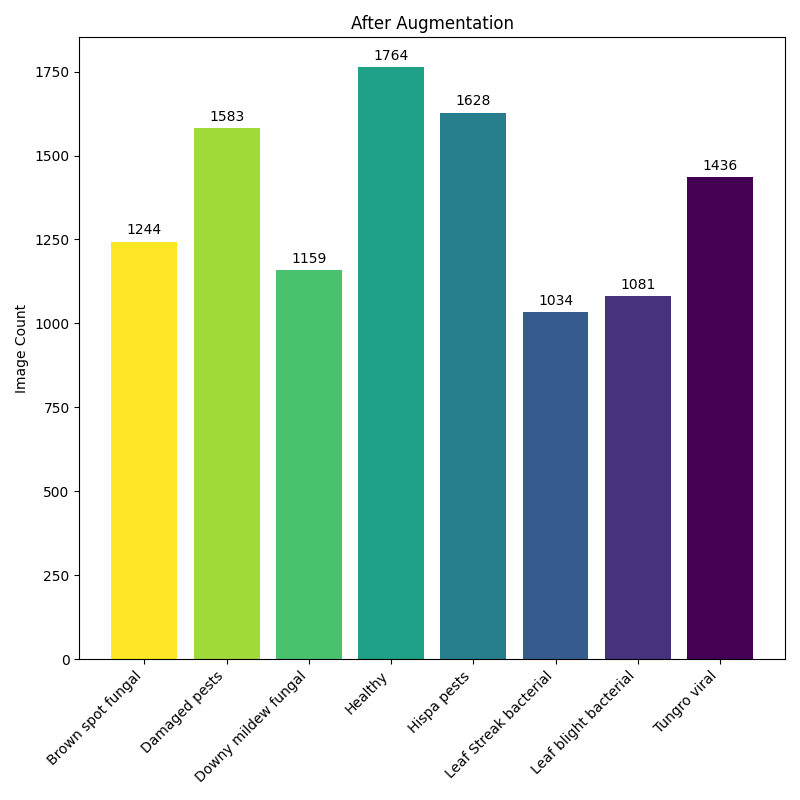 After Augmentation
1764
1628
1583
1436
1244
1159
1081
1034
Image Count
1750
1500
1250
1000
750
500
250
0
Brown spot fungal
Damaged pests
Downy mildew fungal
Healthy
Hispa pests
Leaf Streak bacterial
Leaf blight bacterial
Tungro viral